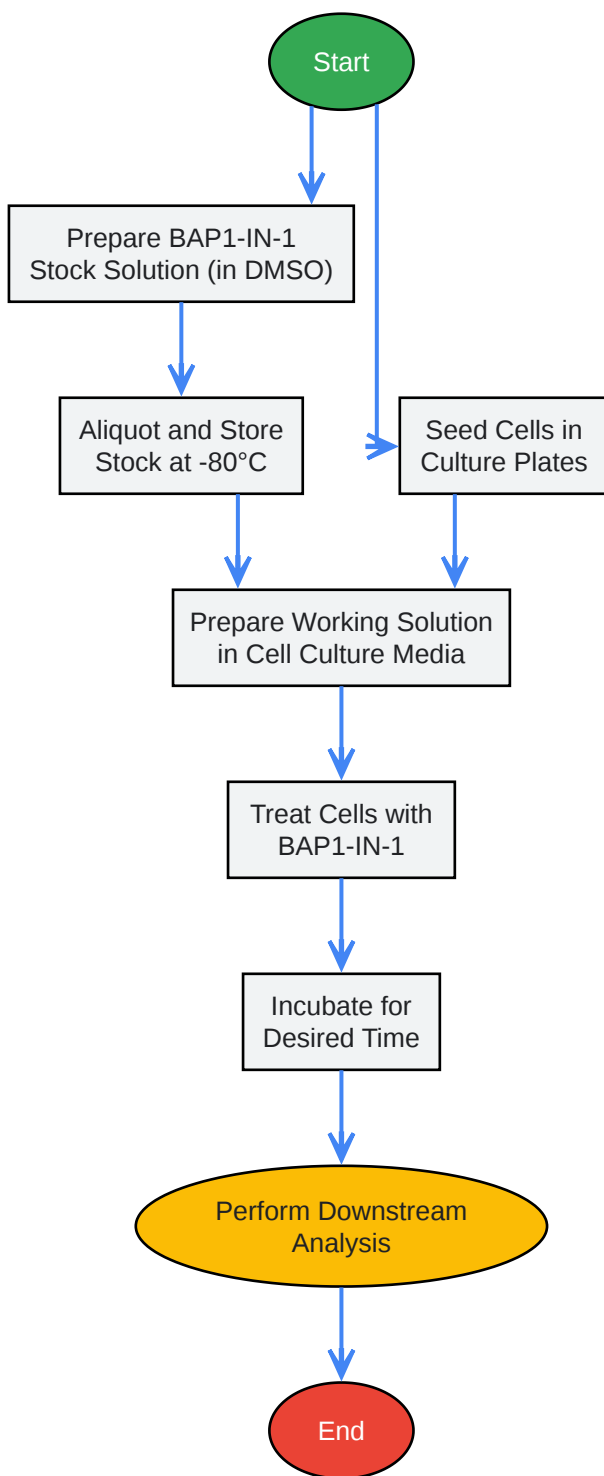 Start
Prepare BAP1-IN-1
Stock Solution (in DMSO)
Aliquot and Store
Stock at -80°C
Seed Cells in
Culture Plates
Prepare Working Solution
in Cell Culture Media
Treat Cells with
BAP1-IN-1
Incubate for
Desired Time
Perform Downstream
Analysis
End